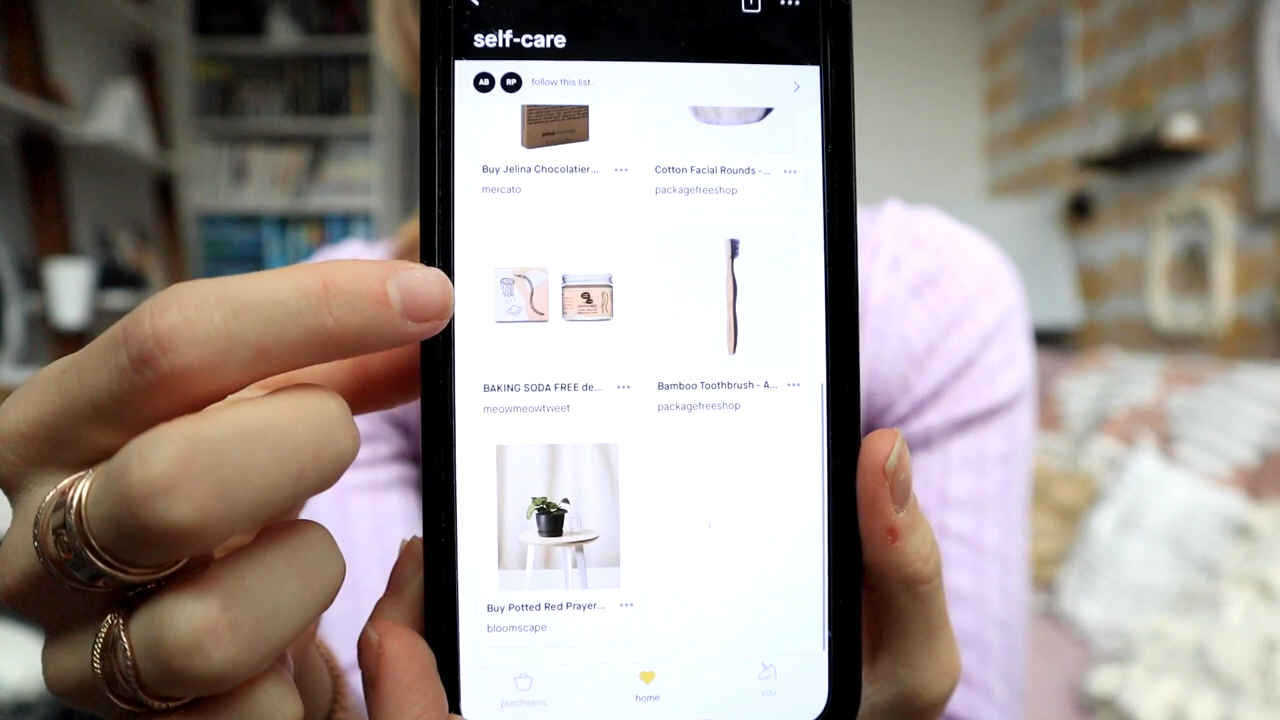 self-care
AB RP follow this list.
Buy Jelina Chocolatier... Cotton Facial Rounds -...
mercato packagefreeshop
BAKING SODA FREE de... Bamboo Toothbrush - A...
meowmeowtweet packagefreeshop
Buy Potted Red Prayer...
bloomscape
purchases home you